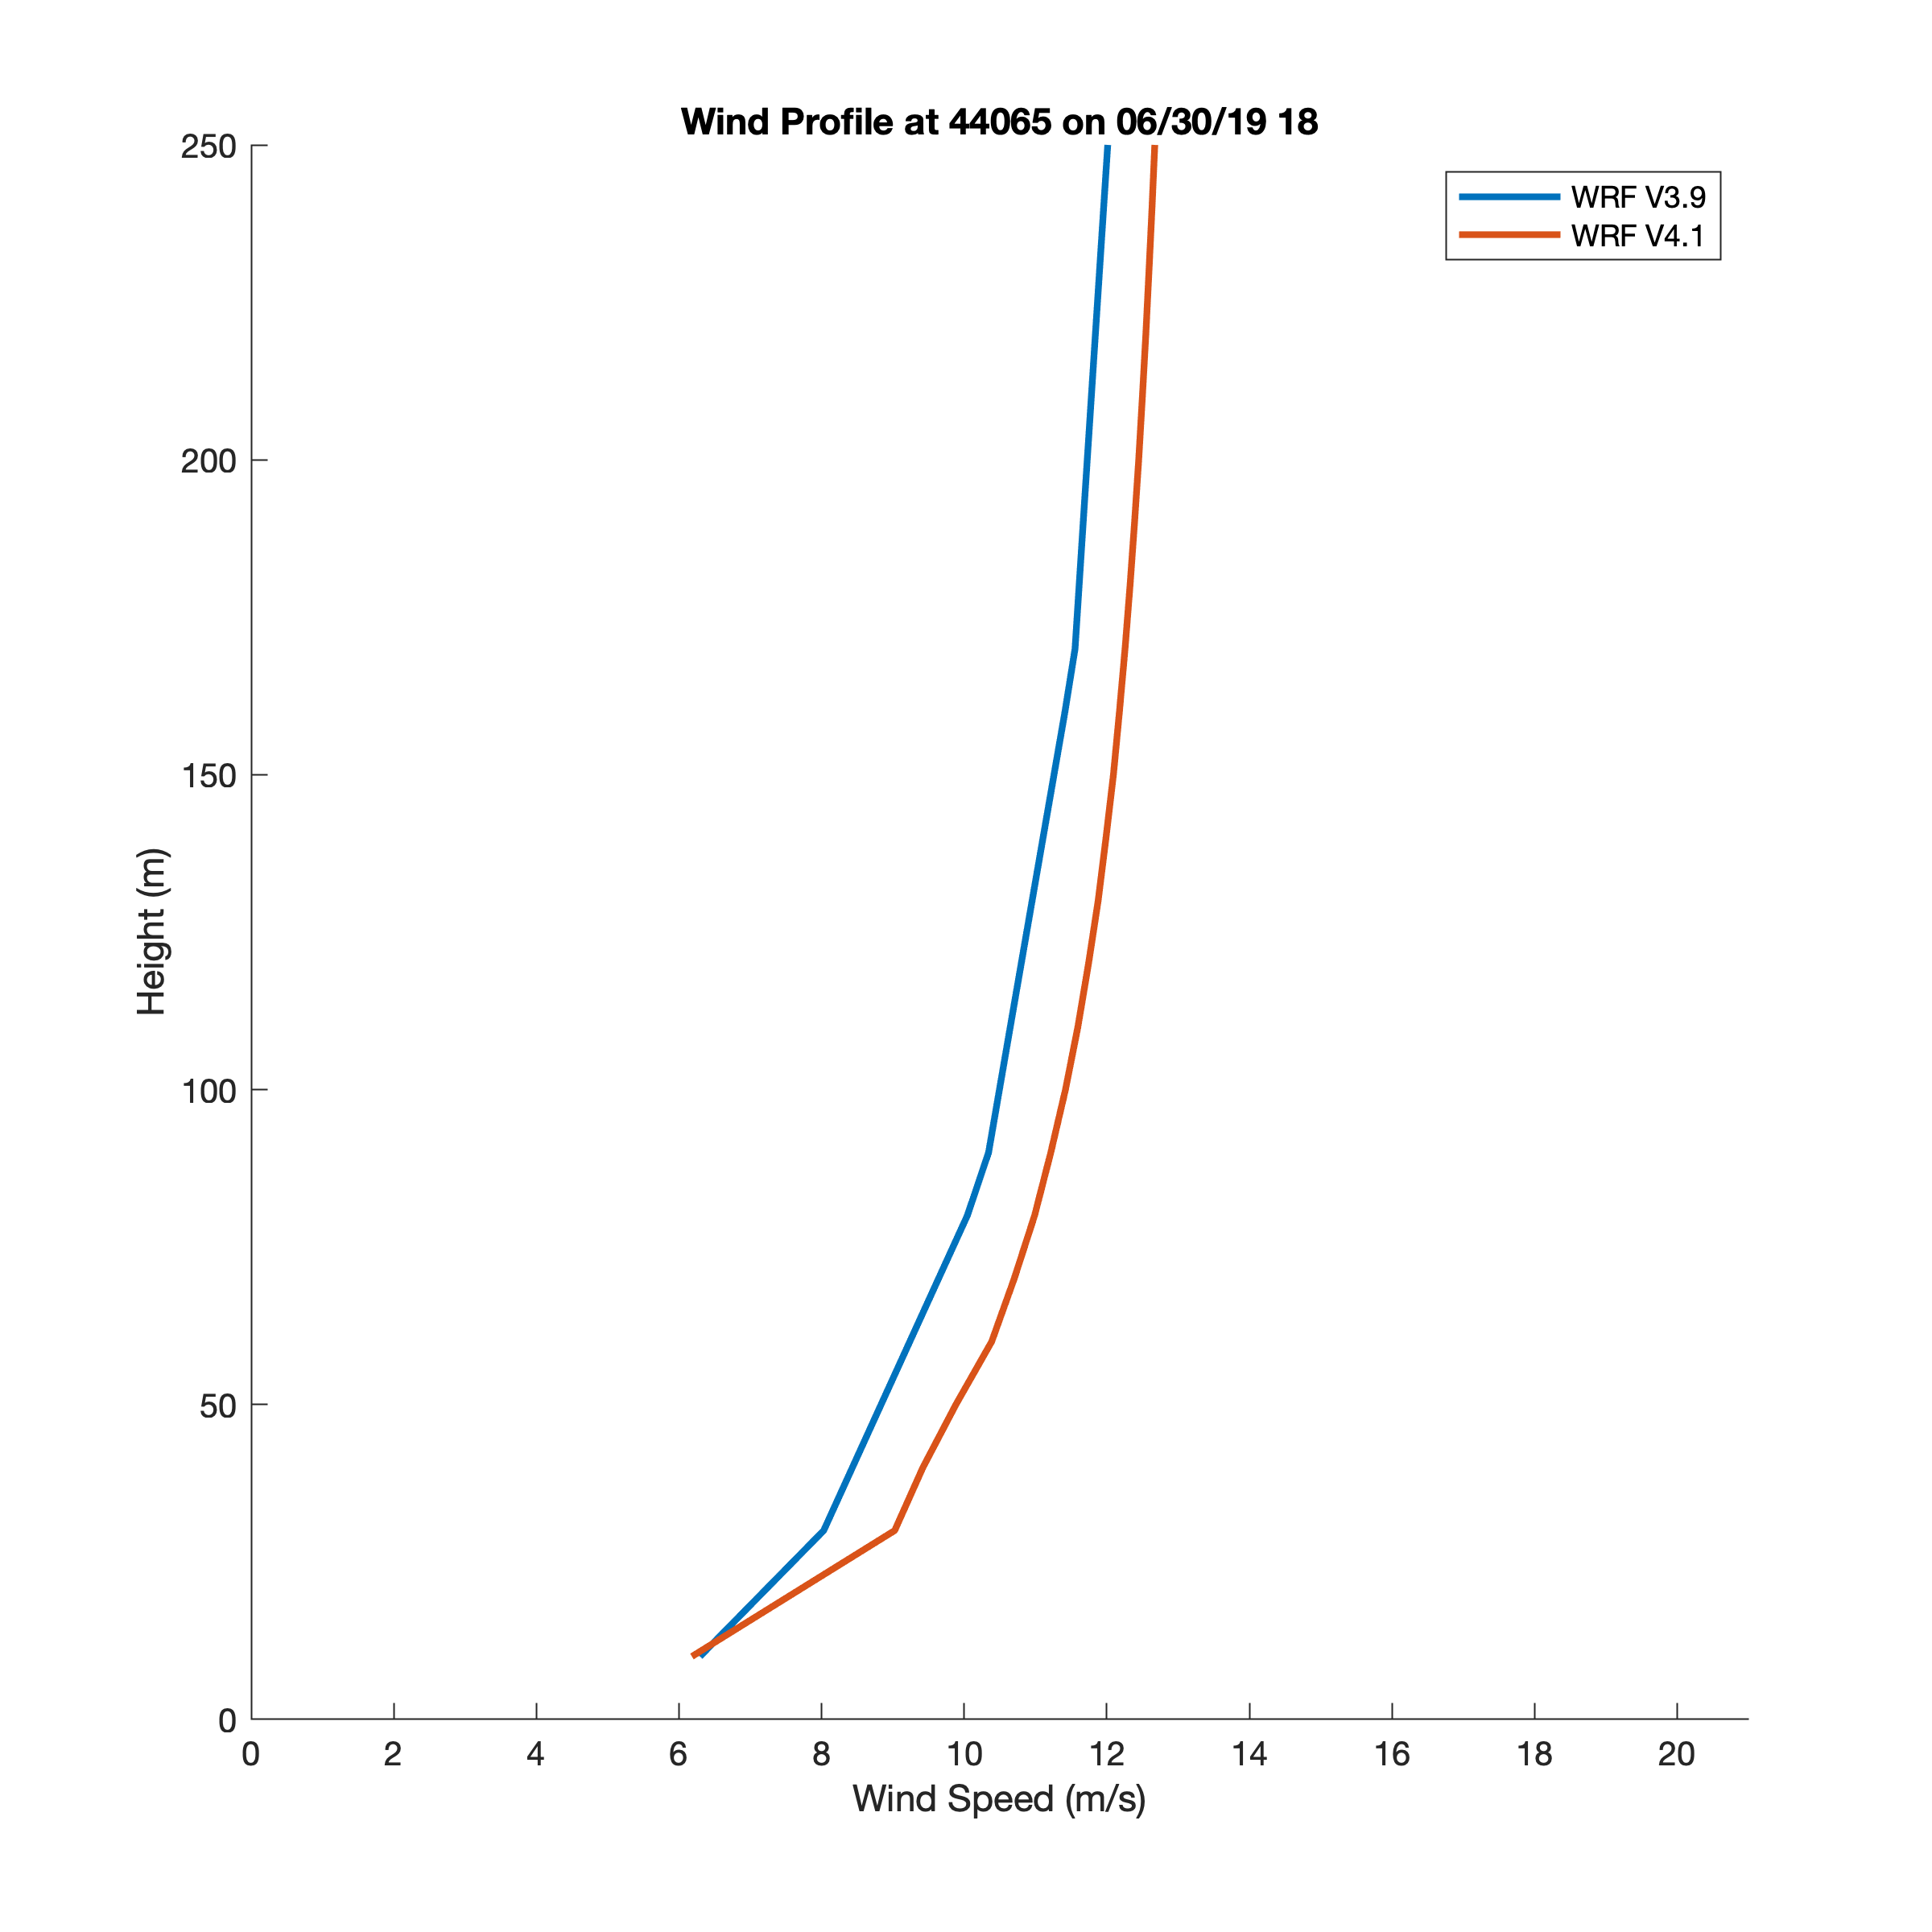 Wind Profile at 44065 on 06/30/19 18
WRF V3.9
WRF V4.1
250
200
150
100
50
0
Height (m)
0 2 4 6 8 10 12 14 16 18 20
Wind Speed (m/s)